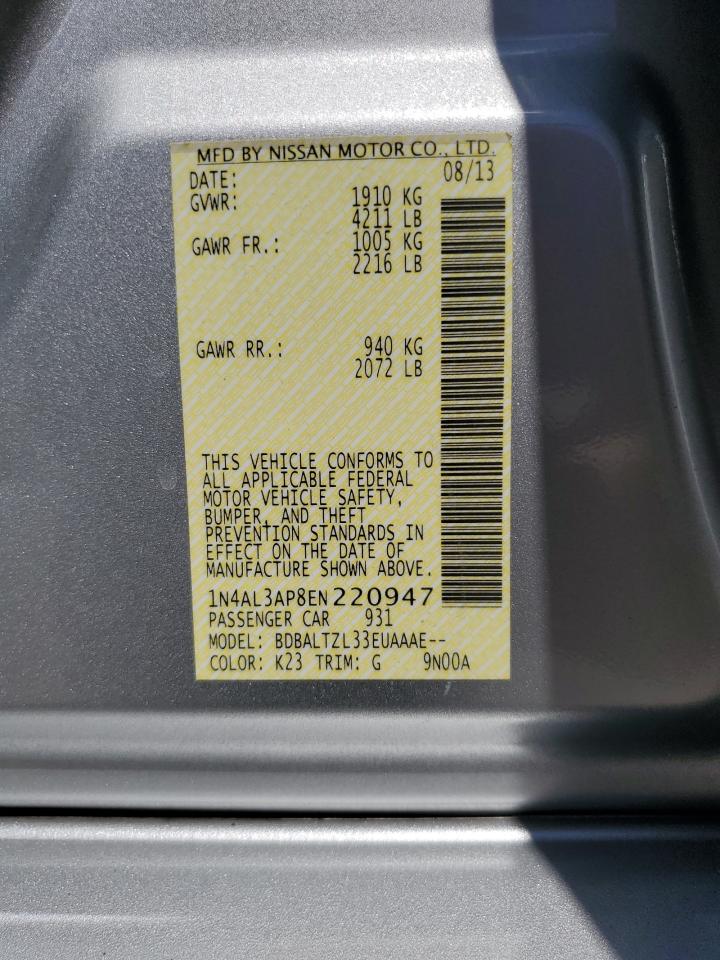 MFD BY NISSAN MOTOR CO., LTD.
DATE: 08/13
GVWR: 1910 KG
4211 LB
GAWR FR.: 1005 KG
2216 LB
GAWR RR.: 940 KG
2072 LB
THIS VEHICLE CONFORMS TO
ALL APPLICABLE FEDERAL
MOTOR VEHICLE SAFETY,
BUMPER, AND THEFT
PREVENTION STANDARDS IN
EFFECT ON THE DATE OF
MANUFACTURE SHOWN ABOVE.
1N4AL3AP8EN220947
PASSENGER CAR 931
MODEL: BDBALTZL33EUAAAE--
COLOR: K23 TRIM: G 9N00A